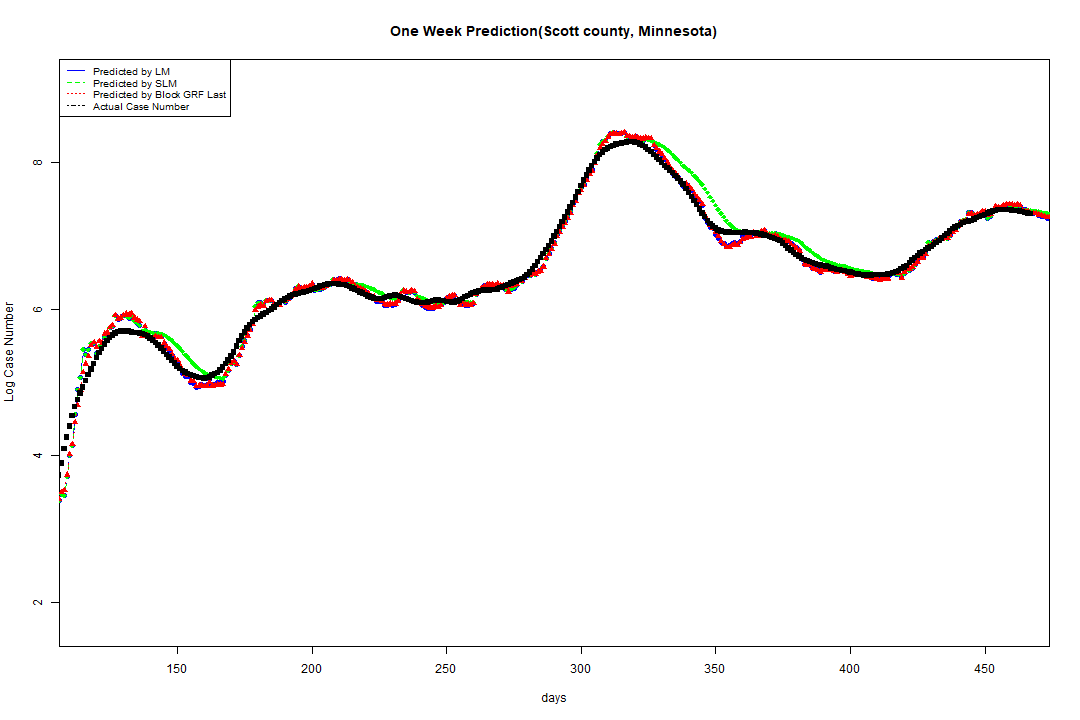 One Week Prediction(Scott county, Minnesota)
Predicted by LM
Predicted by SLM
Predicted by Block GRF Last
Actual Case Number
8
6
4
2
Log Case Number
150 200 250 300 350 400 450
days